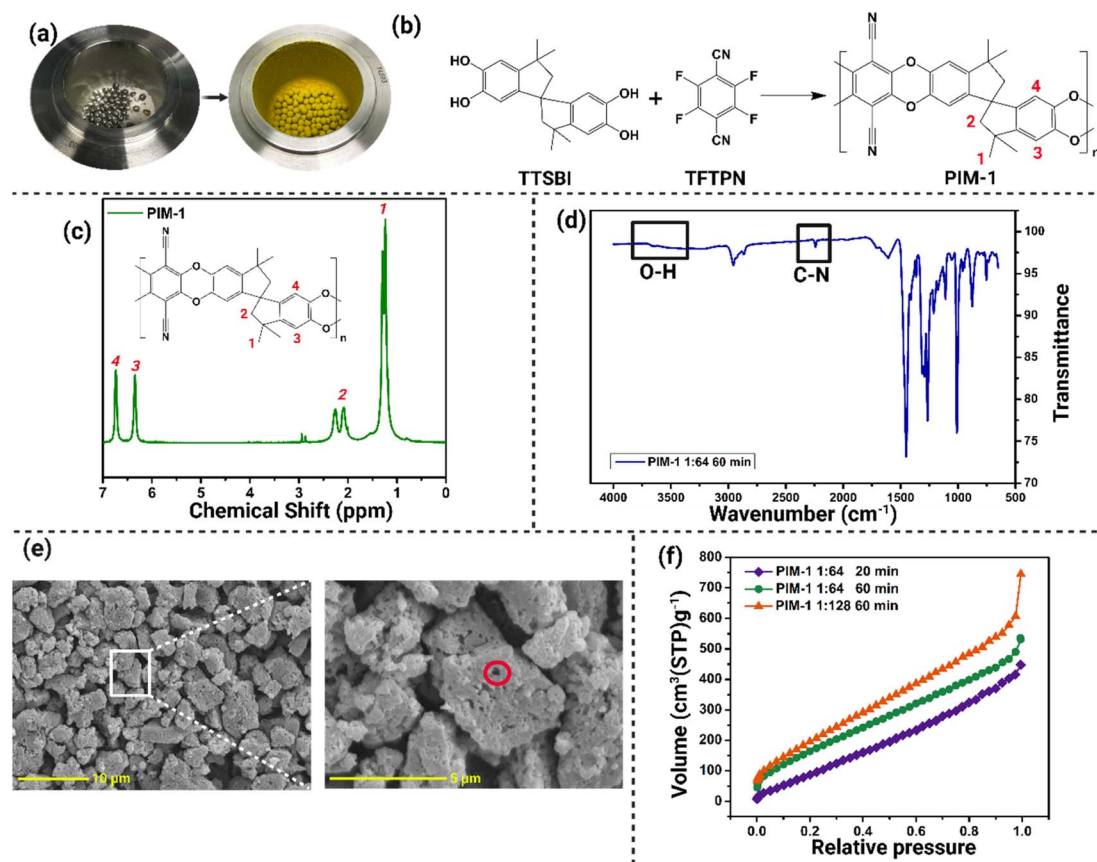 (a)
(b)
HO
HO
OH
OH
+
CN
F
F
F
F
CN
N
O
O
N
4
2
1
3
O
O
n
TTSBI
TFTPN
PIM-1
(c)
PIM-1
N
O
O
N
4
2
1
3
O
O
n
4
3
2
1
7
6
5
4
3
2
1
0
Chemical Shift (ppm)
(d)
O-H
C-N
PIM-1 1:64 60 min
100
95
90
85
80
75
70
Transmittance
4000
3500
3000
2500
2000
1500
1000
500
Wavenumber (cm⁻¹)
(e)
10 µm
5 µm
(f)
PIM-1 1:64 20 min
PIM-1 1:64 60 min
PIM-1 1:128 60 min
800
700
600
500
400
300
200
100
0
Volume (cm³(STP)g⁻¹)
0.0
0.2
0.4
0.6
0.8
1.0
Relative pressure